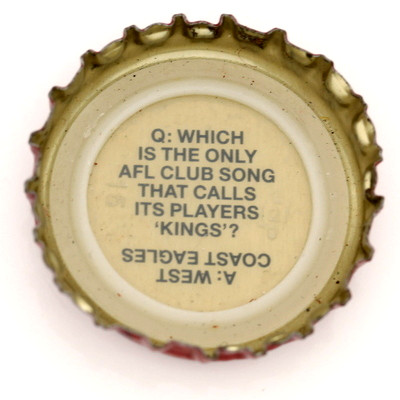 Q: WHICH
IS THE ONLY
AFL CLUB SONG
THAT CALLS
ITS PLAYERS
'KINGS'?
A: WEST
COAST EAGLES